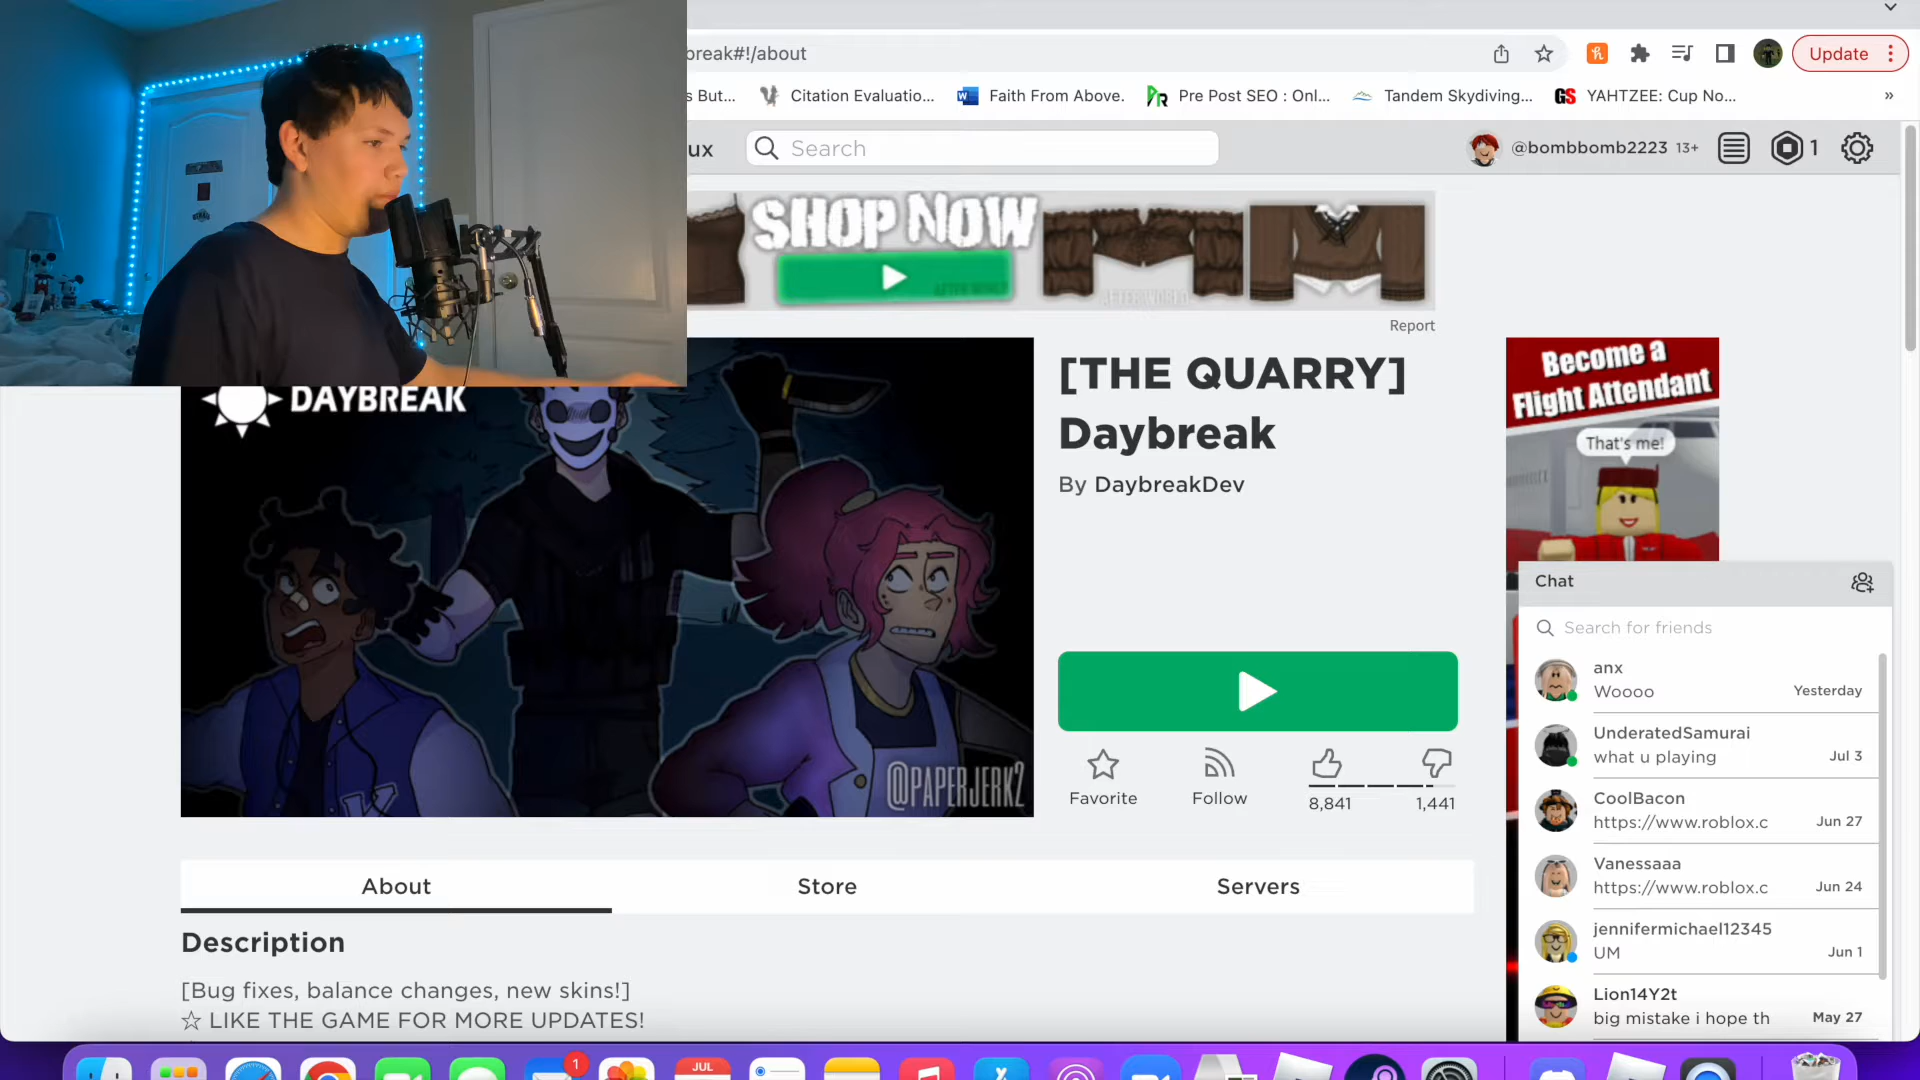 break#!/about
Update
s But...
Citation Evaluatio...
Faith From Above.
Pre Post SEO : Onl...
Tandem Skydiving...
GS
YAHTZEE: Cup No...
»
ux
Search
@bombbomb2223 13+
1
SHOP NOW
Report
DAYBREAK
@PAPERJERKZ
[THE QUARRY]
Daybreak
By DaybreakDev
Favorite
Follow
8,841
1,441
Become a
Flight Attendant
That's me!
Chat
Search for friends
anx
Woooo
Yesterday
UnderatedSamurai
what u playing
Jul 3
CoolBacon
https://www.roblox.c
Jun 27
Vanessaaa
https://www.roblox.c
Jun 24
jennifermichael12345
UM
Jun 1
Lion14Y2t
big mistake i hope th
May 27
About
Store
Servers
Description
[Bug fixes, balance changes, new skins!]
☆ LIKE THE GAME FOR MORE UPDATES!
1
JUL